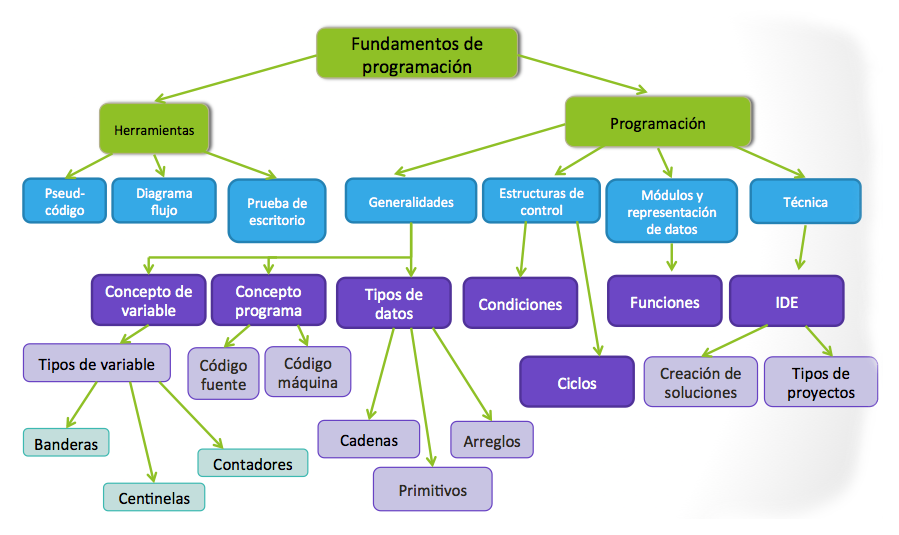 Fundamentos de
programación
Herramientas
Programación
Pseud-
código
Diagrama
flujo
Prueba de
escritorio
Generalidades
Estructuras de
control
Módulos y
representación
de datos
Técnica
Concepto de
variable
Concepto
programa
Tipos de
datos
Condiciones
Funciones
IDE
Tipos de variable
Código
fuente
Código
máquina
Ciclos
Creación de
soluciones
Tipos de
proyectos
Banderas
Centinelas
Contadores
Cadenas
Primitivos
Arreglos